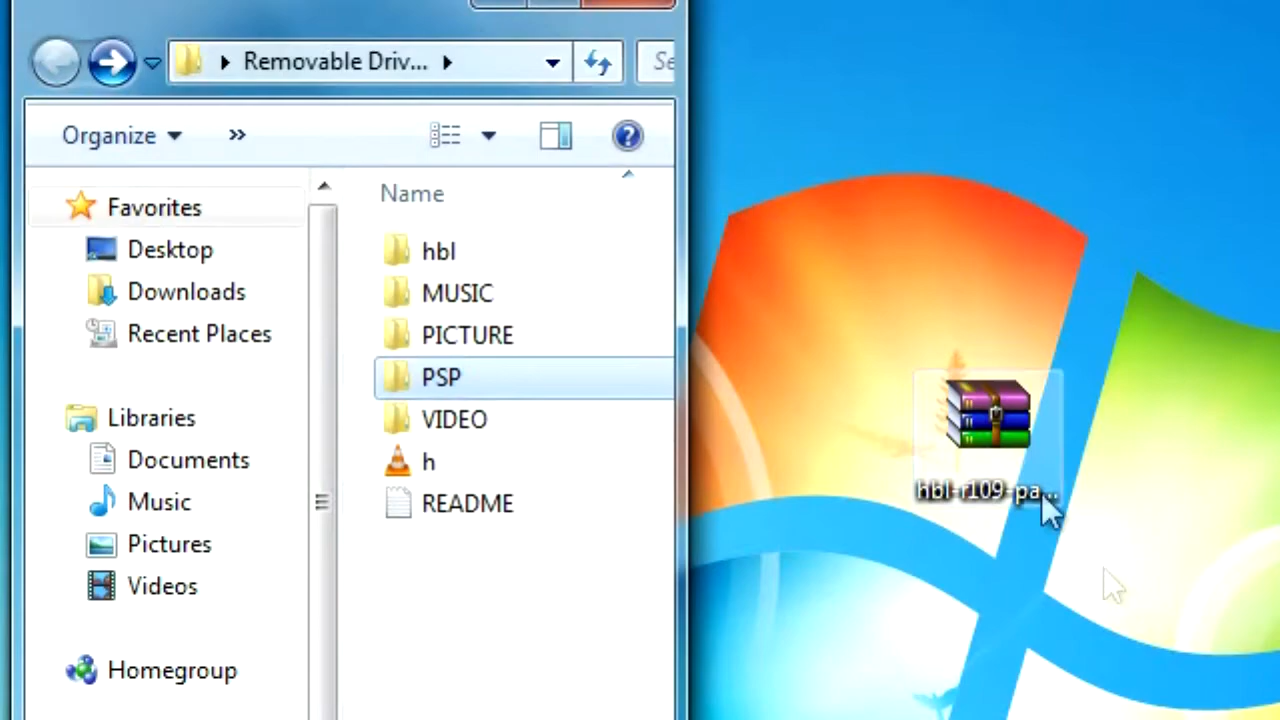 Removable Driv...
Se
Organize
»
Name
Favorites
Desktop
Downloads
Recent Places
Libraries
Documents
Music
Pictures
Videos
Homegroup
hbl
MUSIC
PICTURE
PSP
VIDEO
h
README
hbl-r109-pa...